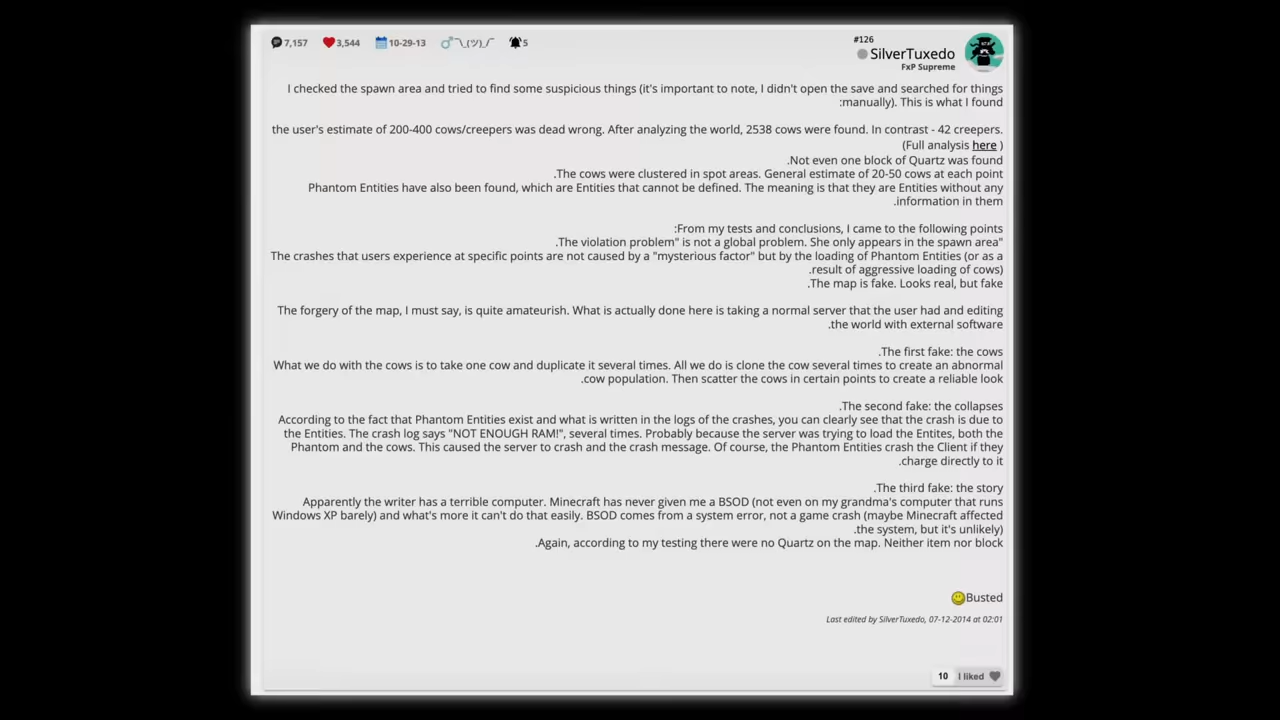 7,157 3,544 10-29-13 ¯\_(ツ)_/¯ 5
#126
SilverTuxedo
FxP Supreme
I checked the spawn area and tried to find some suspicious things (it's important to note, I didn't open the save and searched for things
:manually). This is what I found
the user's estimate of 200-400 cows/creepers was dead wrong. After analyzing the world, 2538 cows were found. In contrast - 42 creepers.
(Full analysis here )
.Not even one block of Quartz was found
.The cows were clustered in spot areas. General estimate of 20-50 cows at each point
Phantom Entities have also been found, which are Entities that cannot be defined. The meaning is that they are Entities without any
.information in them
:From my tests and conclusions, I came to the following points
.The violation problem" is not a global problem. She only appears in the spawn area"
The crashes that users experience at specific points are not caused by a "mysterious factor" but by the loading of Phantom Entities (or as a
.result of aggressive loading of cows)
.The map is fake. Looks real, but fake
The forgery of the map, I must say, is quite amateurish. What is actually done here is taking a normal server that the user had and editing
.the world with external software
.The first fake: the cows
What we do with the cows is to take one cow and duplicate it several times. All we do is clone the cow several times to create an abnormal
.cow population. Then scatter the cows in certain points to create a reliable look
.The second fake: the collapses
According to the fact that Phantom Entities exist and what is written in the logs of the crashes, you can clearly see that the crash is due to
the Entities. The crash log says "NOT ENOUGH RAM!", several times. Probably because the server was trying to load the Entites, both the
Phantom and the cows. This caused the server to crash and the crash message. Of course, the Phantom Entities crash the Client if they
.charge directly to it
.The third fake: the story
Apparently the writer has a terrible computer. Minecraft has never given me a BSOD (not even on my grandma's computer that runs
Windows XP barely) and what's more it can't do that easily. BSOD comes from a system error, not a game crash (maybe Minecraft affected
.the system, but it's unlikely)
.Again, according to my testing there were no Quartz on the map. Neither item nor block
Busted
Last edited by SilverTuxedo, 07-12-2014 at 02:01
10 I liked